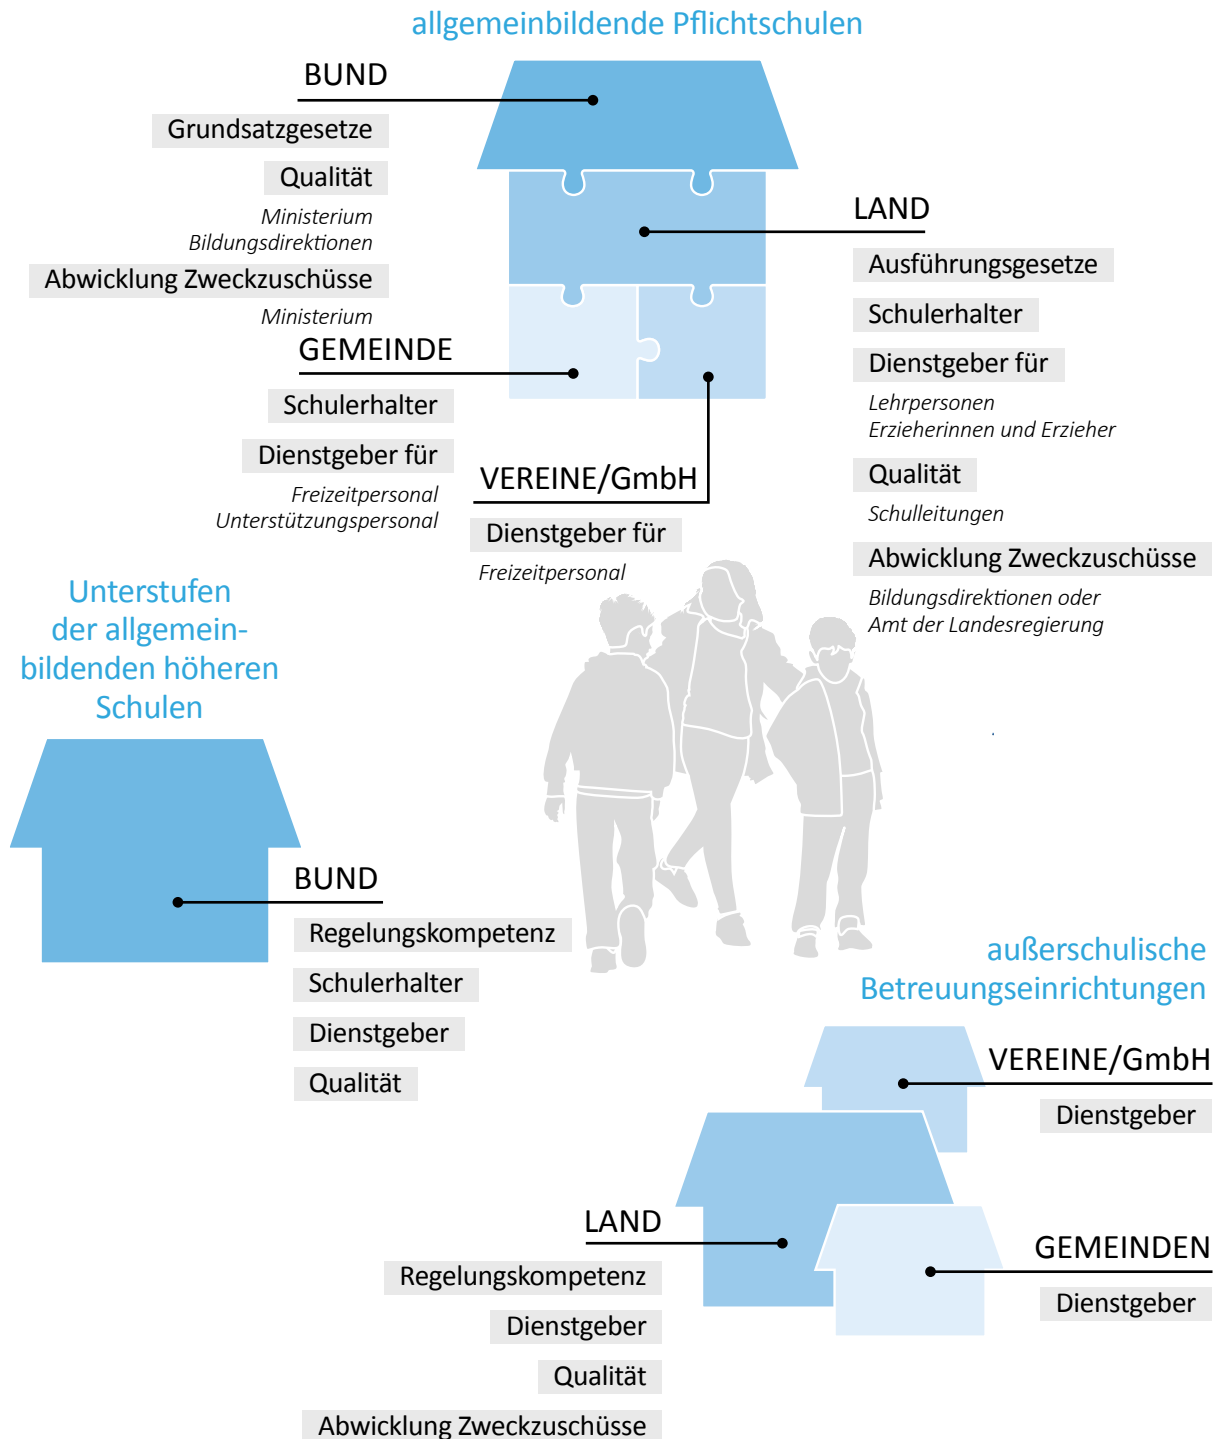 allgemeinbildende Pflichtschulen
BUND
Grundsatzgesetze
Qualität
Ministerium
Bildungsdirektionen
Abwicklung Zweckzuschüsse
Ministerium
GEMEINDE
Schulerhalter
Dienstgeber für
Freizeitpersonal
Unterstützungspersonal
VEREINE/GmbH
Dienstgeber für
Freizeitpersonal
LAND
Ausführungsgesetze
Schulerhalter
Dienstgeber für
Lehrpersonen
Erzieherinnen und Erzieher
Qualität
Schulleitungen
Abwicklung Zweckzuschüsse
Bildungsdirektionen oder
Amt der Landesregierung
Unterstufen
der allgemein-
bildenden höheren
Schulen
BUND
Regelungskompetenz
Schulerhalter
Dienstgeber
Qualität
außerschulische
Betreuungseinrichtungen
VEREINE/GmbH
Dienstgeber
LAND
Regelungskompetenz
Dienstgeber
Qualität
Abwicklung Zweckzuschüsse
GEMEINDEN
Dienstgeber